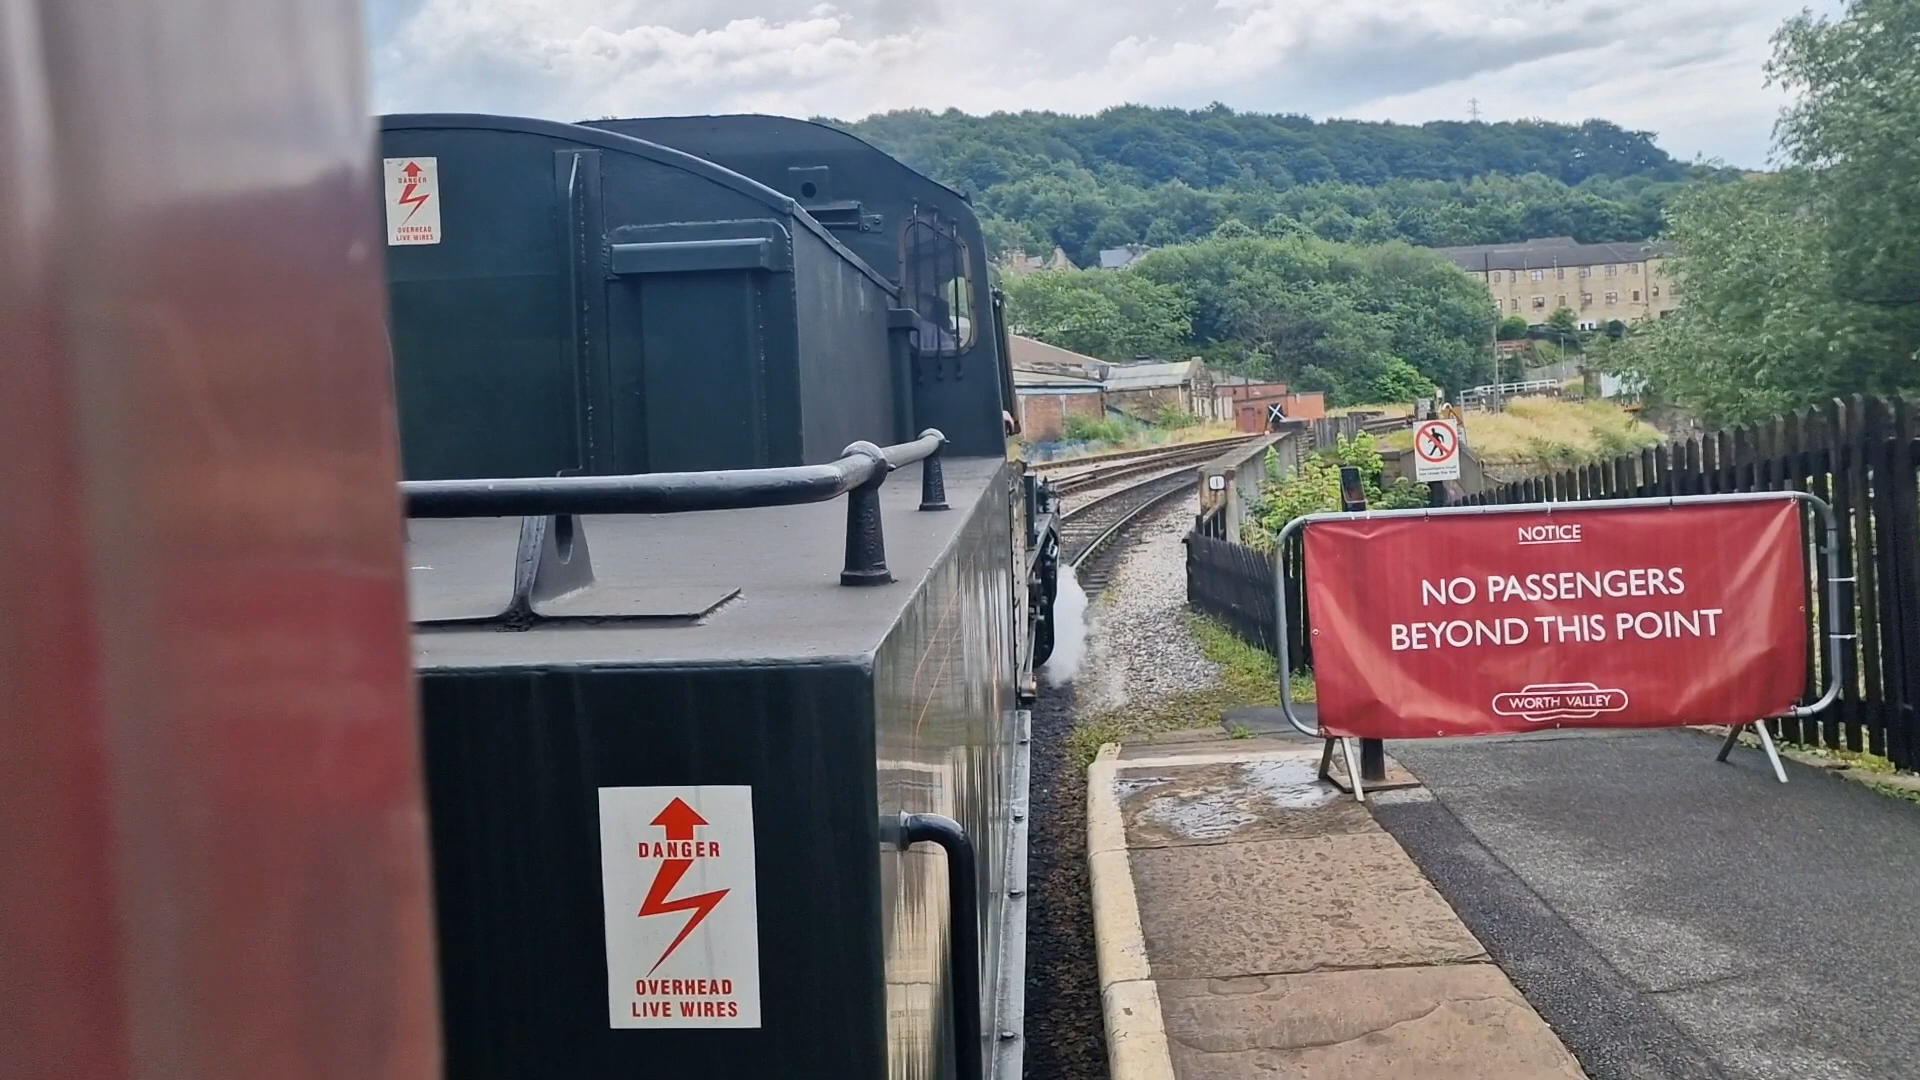 DANGER
OVERHEAD
LIVE WIRES
NOTICE
NO PASSENGERS
BEYOND THIS POINT
WORTH VALLEY
DANGER
OVERHEAD
LIVE WIRES